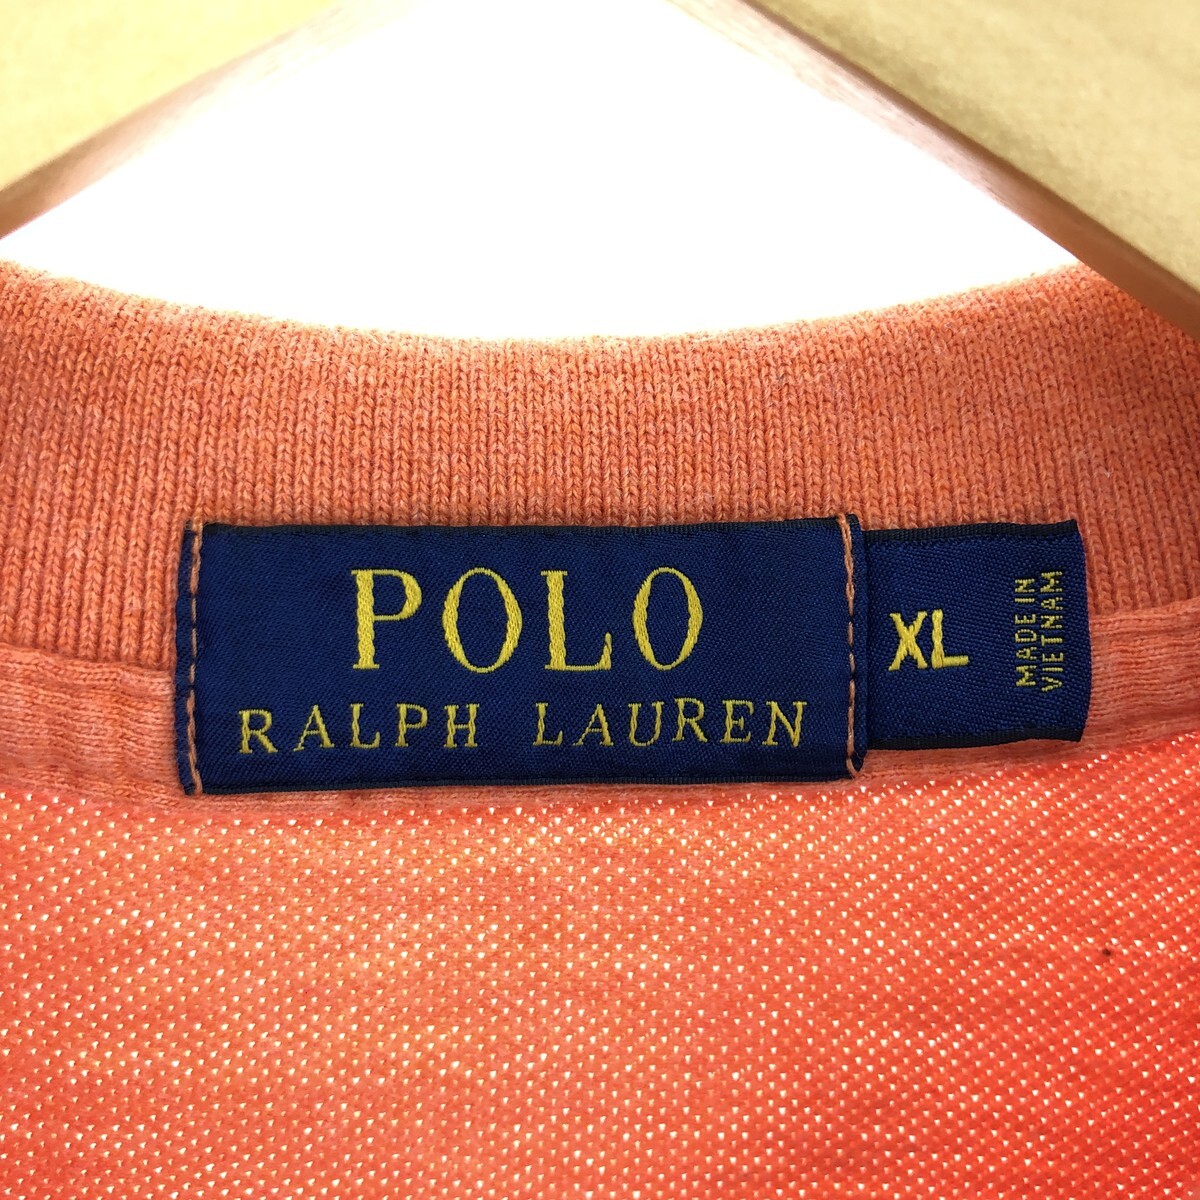 POLO
RALPH LAUREN
XL
MADE IN
VIETNAM